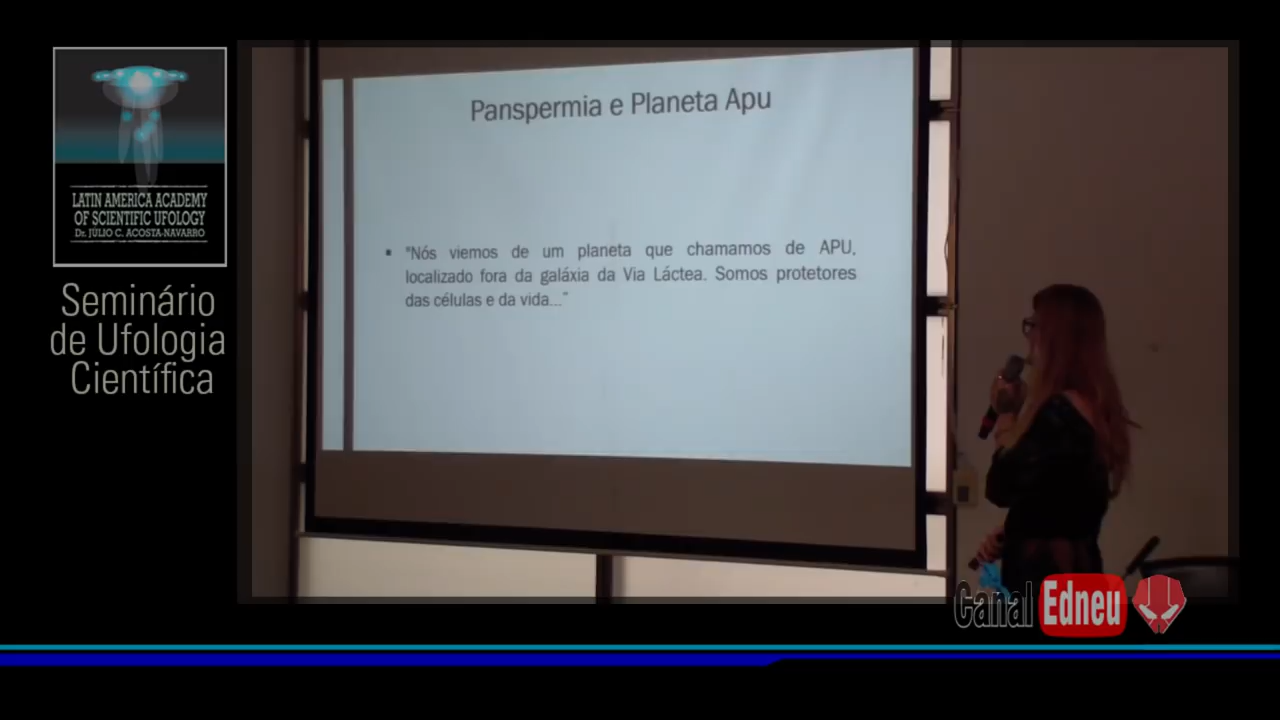 LATIN AMERICA ACADEMY
OF SCIENTIFIC UFOLOGY
Dr. JÚLIO C. ACOSTA-NAVARRO
Seminário
de Ufologia
Científica
Panspermia e Planeta Apu
▪ "Nós viemos de um planeta que chamamos de APU,
localizado fora da galáxia da Via Láctea. Somos protetores
das células e da vida..."
Canal Edneu